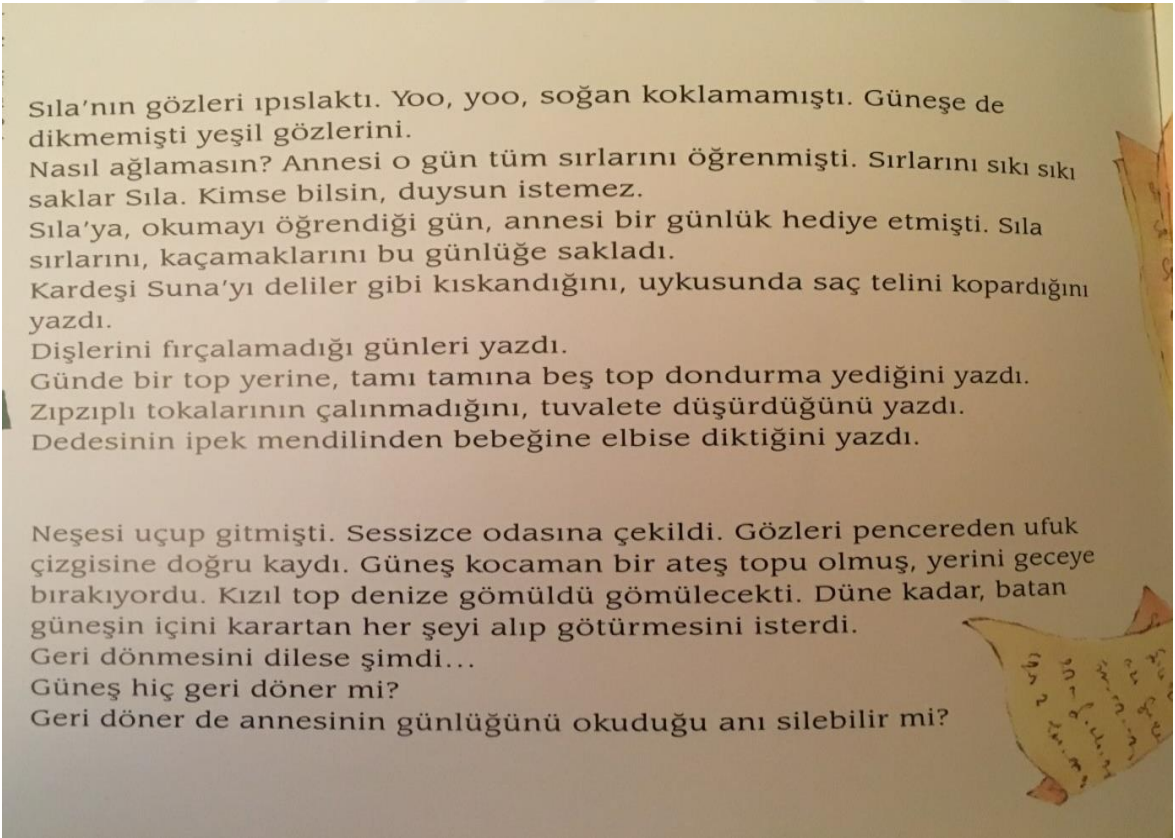 Sıla’nın gözleri ıpıslaktı. Yoo, yoo, soğan koklamamıştı. Güneşe de
dikmemişti yeşil gözlerini.
Nasıl ağlamasın? Annesi o gün tüm sırlarını öğrenmişti. Sırlarını sıkı sıkı
saklar Sıla. Kimse bilsin, duysun istemez.
Sıla’ya, okumayı öğrendiği gün, annesi bir günlük hediye etmişti. Sıla
sırlarını, kaçamaklarını bu günlüğe sakladı.
Kardeşi Suna’yı deliler gibi kıskandığını, uykusunda saç telini kopardığını
yazdı.
Dişlerini fırçalamadığı günleri yazdı.
Günde bir top yerine, tamı tamına beş top dondurma yediğini yazdı.
Zıpzıplı tokalarının çalınmadığını, tuvalete düşürdüğünü yazdı.
Dedesinin ipek mendilinden bebeğine elbise diktiğini yazdı.
Neşesi uçup gitmişti. Sessizce odasına çekildi. Gözleri pencereden ufuk
çizgisine doğru kaydı. Güneş kocaman bir ateş topu olmuş, yerini geceye
bırakıyordu. Kızıl top denize gömüldü gömülecekti. Düne kadar, batan
güneşin içini karartan her şeyi alıp götürmesini isterdi.
Geri dönmesini dilese şimdi...
Güneş hiç geri döner mi?
Geri döner de annesinin günlüğünü okuduğu anı silebilir mi?